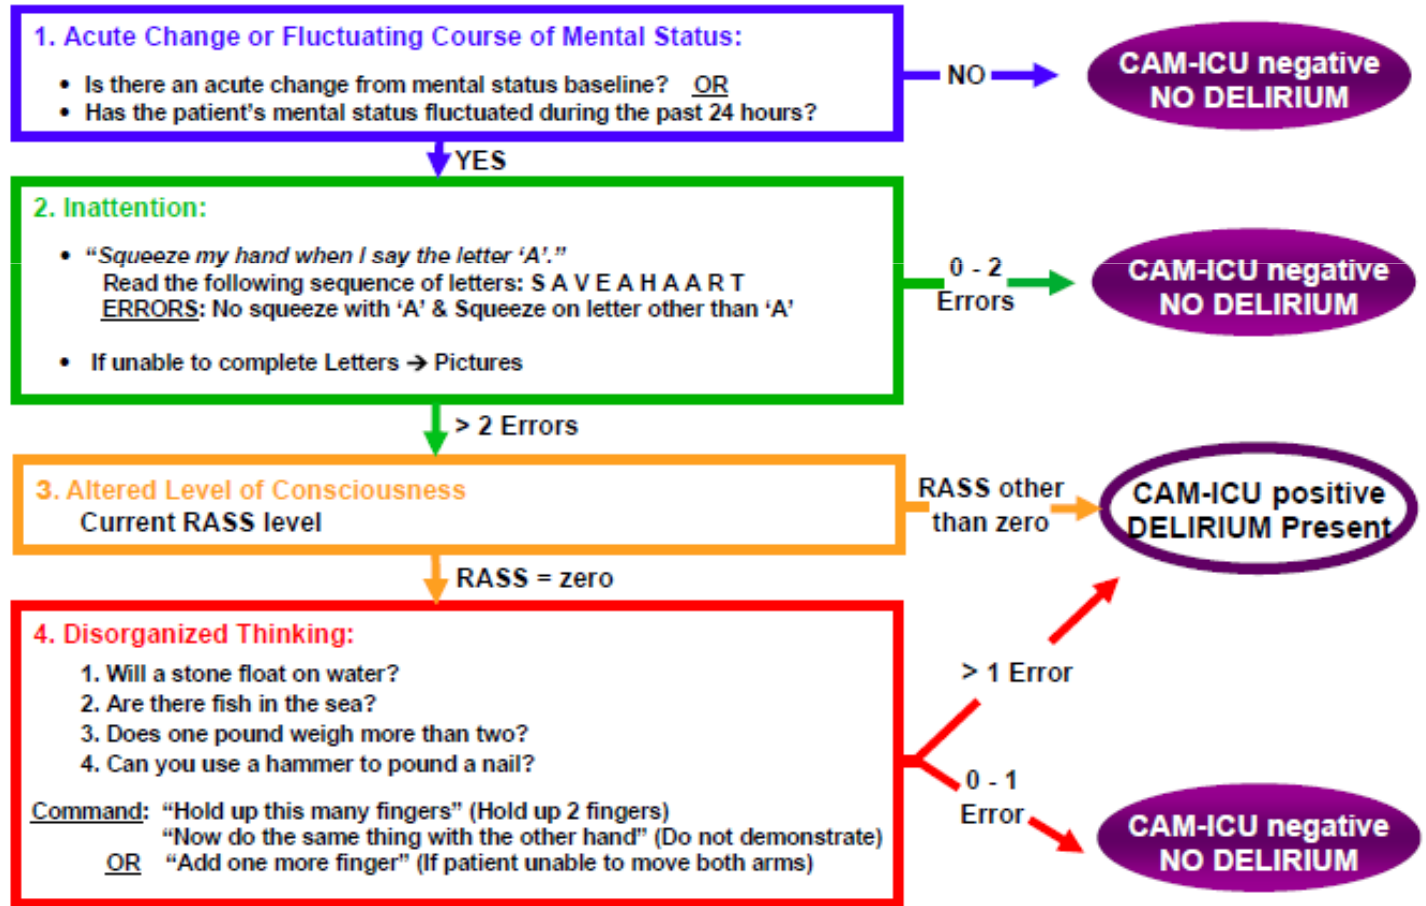 1. Acute Change or Fluctuating Course of Mental Status:
• Is there an acute change from mental status baseline? OR
• Has the patient's mental status fluctuated during the past 24 hours?
NO
CAM-ICU negative
NO DELIRIUM
YES
2. Inattention:
• “Squeeze my hand when I say the letter ‘A’.”
Read the following sequence of letters: S A V E A H A A R T
ERRORS: No squeeze with ‘A’ & Squeeze on letter other than ‘A’
• If unable to complete Letters → Pictures
0 - 2
Errors
CAM-ICU negative
NO DELIRIUM
> 2 Errors
3. Altered Level of Consciousness
Current RASS level
RASS other
than zero
CAM-ICU positive
DELIRIUM Present
RASS = zero
4. Disorganized Thinking:
1. Will a stone float on water?
2. Are there fish in the sea?
3. Does one pound weigh more than two?
4. Can you use a hammer to pound a nail?
Command: “Hold up this many fingers” (Hold up 2 fingers)
“Now do the same thing with the other hand” (Do not demonstrate)
OR “Add one more finger” (If patient unable to move both arms)
> 1 Error
0 - 1
Error
CAM-ICU negative
NO DELIRIUM